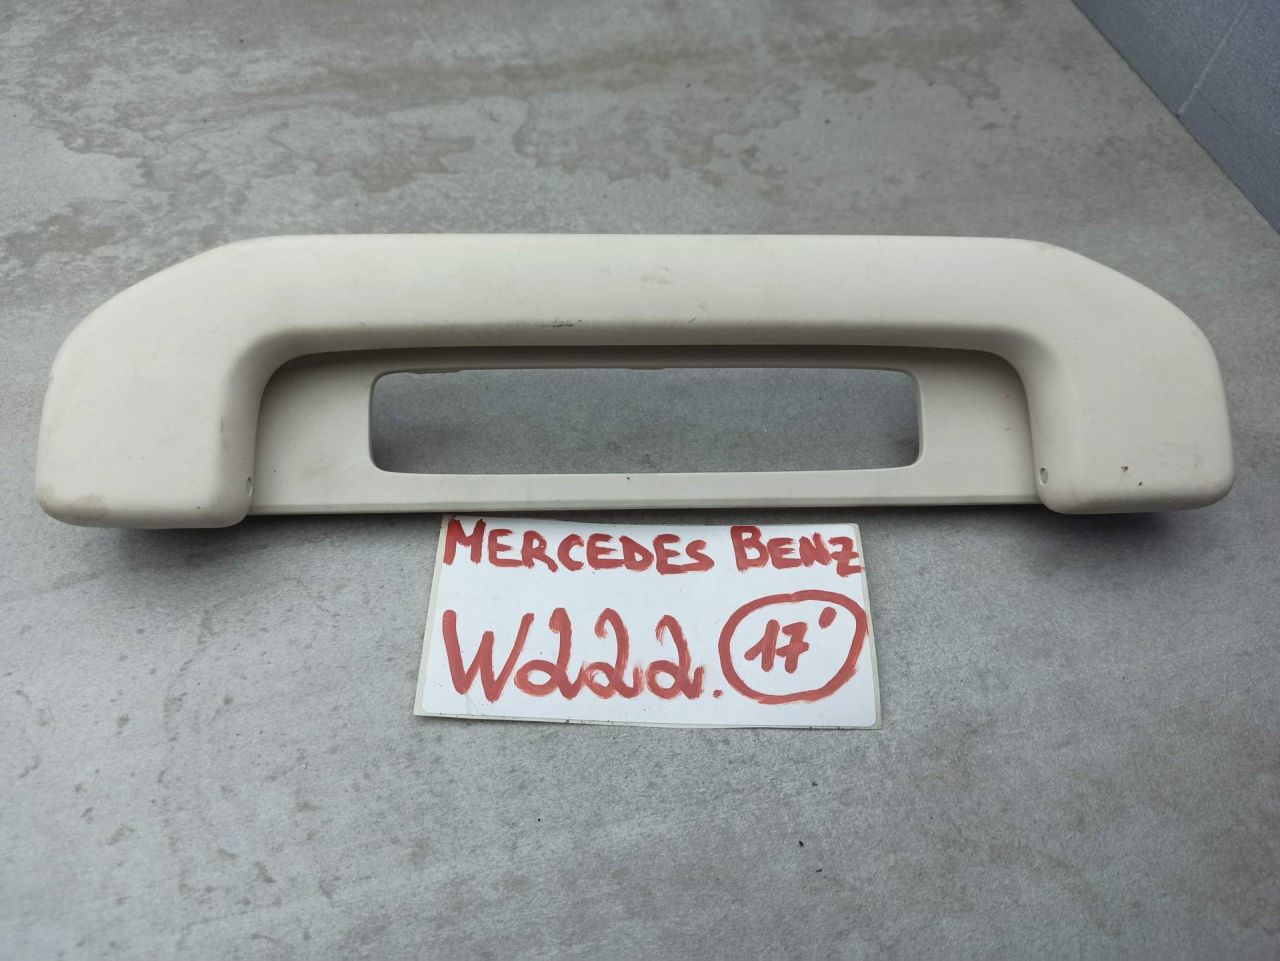 MERCEDES BENZ
W222. 17'